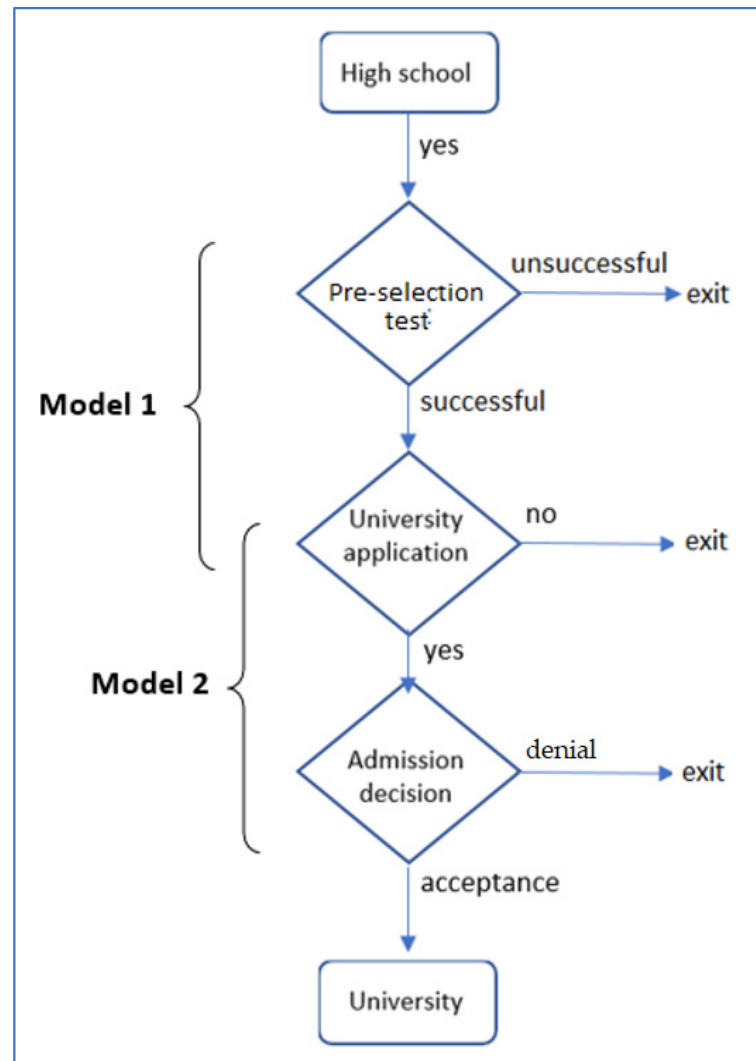 High school
yes
unsuccessful
Pre-selection
test
exit
Model 1
successful
University
application
no
exit
Model 2
yes
Admission
decision
denial
exit
acceptance
University